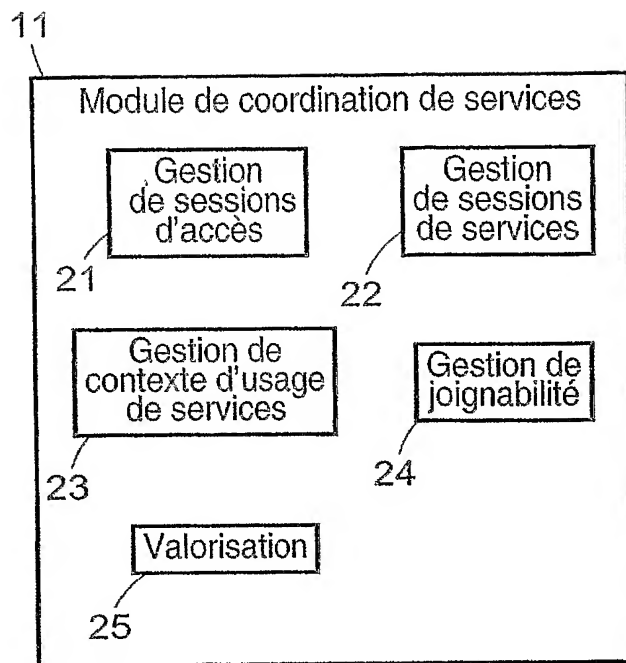 11
Module de coordination de services
Gestion
de sessions
d'accès
21
Gestion
de sessions
de services
22
Gestion de
contexte d'usage
de services
23
Gestion de
joignabilité
24
Valorisation
25